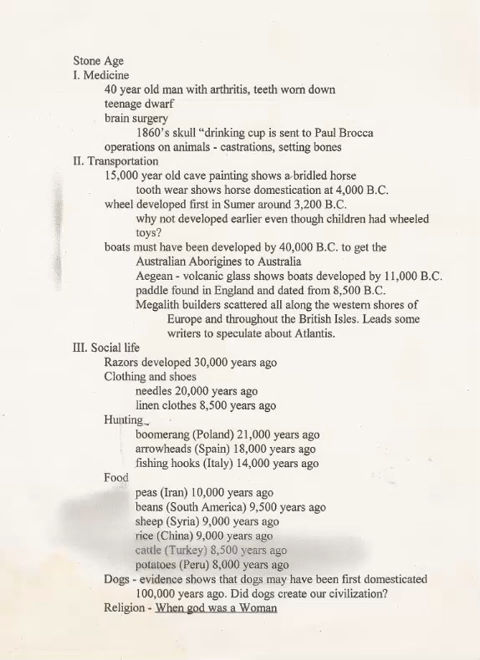 Stone Age
I. Medicine
40 year old man with arthritis, teeth worn down
teenage dwarf
brain surgery
1860's skull "drinking cup is sent to Paul Brocca
operations on animals - castrations, setting bones
II. Transportation
15,000 year old cave painting shows a bridled horse
tooth wear shows horse domestication at 4,000 B.C.
wheel developed first in Sumer around 3,200 B.C.
why not developed earlier even though children had wheeled
toys?
boats must have been developed by 40,000 B.C. to get the
Australian Aborigines to Australia
Aegean - volcanic glass shows boats developed by 11,000 B.C.
paddle found in England and dated from 8,500 B.C.
Megalith builders scattered all along the western shores of
Europe and throughout the British Isles. Leads some
writers to speculate about Atlantis.
III. Social life
Razors developed 30,000 years ago
Clothing and shoes
needles 20,000 years ago
linen clothes 8,500 years ago
Hunting
boomerang (Poland) 21,000 years ago
arrowheads (Spain) 18,000 years ago
fishing hooks (Italy) 14,000 years ago
Food
peas (Iran) 10,000 years ago
beans (South America) 9,500 years ago
sheep (Syria) 9,000 years ago
rice (China) 9,000 years ago
cattle (Turkey) 8,500 years ago
potatoes (Peru) 8,000 years ago
Dogs - evidence shows that dogs may have been first domesticated
100,000 years ago. Did dogs create our civilization?
Religion - When god was a Woman